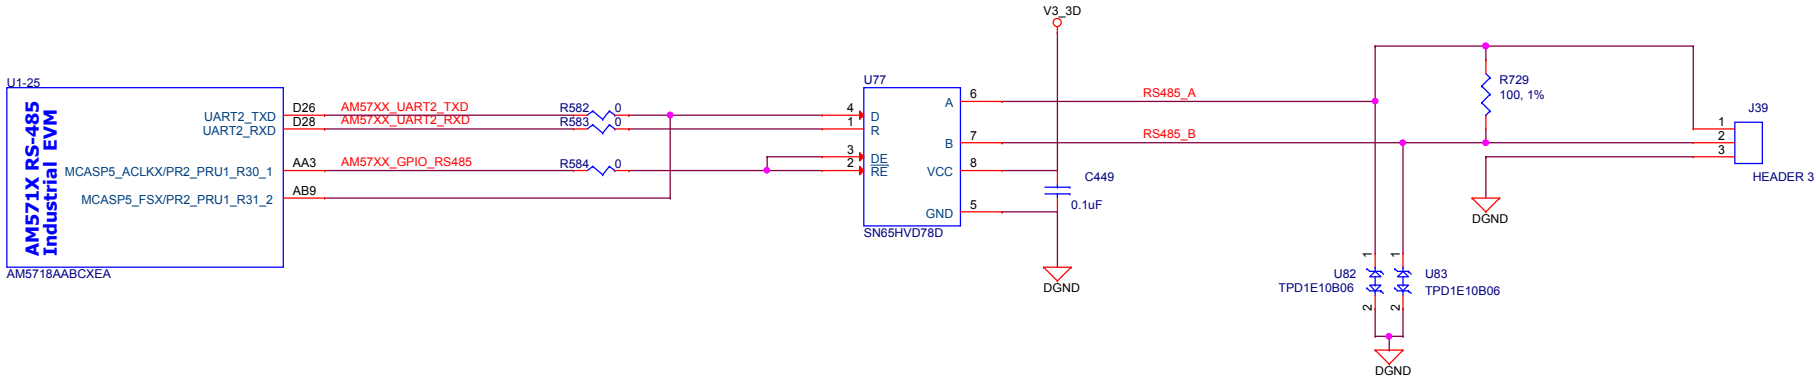 V3_3D
U1-25
AM571X RS-485
Industrial EVM
UART2_TXD
UART2_RXD
MCASP5_ACLKX/PR2_PRU1_R30_1
MCASP5_FSX/PR2_PRU1_R31_2
AM5718AABCXEA
D26
D28
AA3
AB9
AM57XX_UART2_TXD
AM57XX_UART2_RXD
AM57XX_GPIO_RS485
R582 0
R583 0
R584 0
U77
4
1
3
2
D
R
DE
RE
A
B
VCC
GND
6
7
8
5
SN65HVD78D
C449
0.1uF
DGND
RS485_A
RS485_B
R729
100, 1%
J39
1
2
3
HEADER 3
DGND
1
1
U82
TPD1E10B06
U83
TPD1E10B06
2
2
DGND